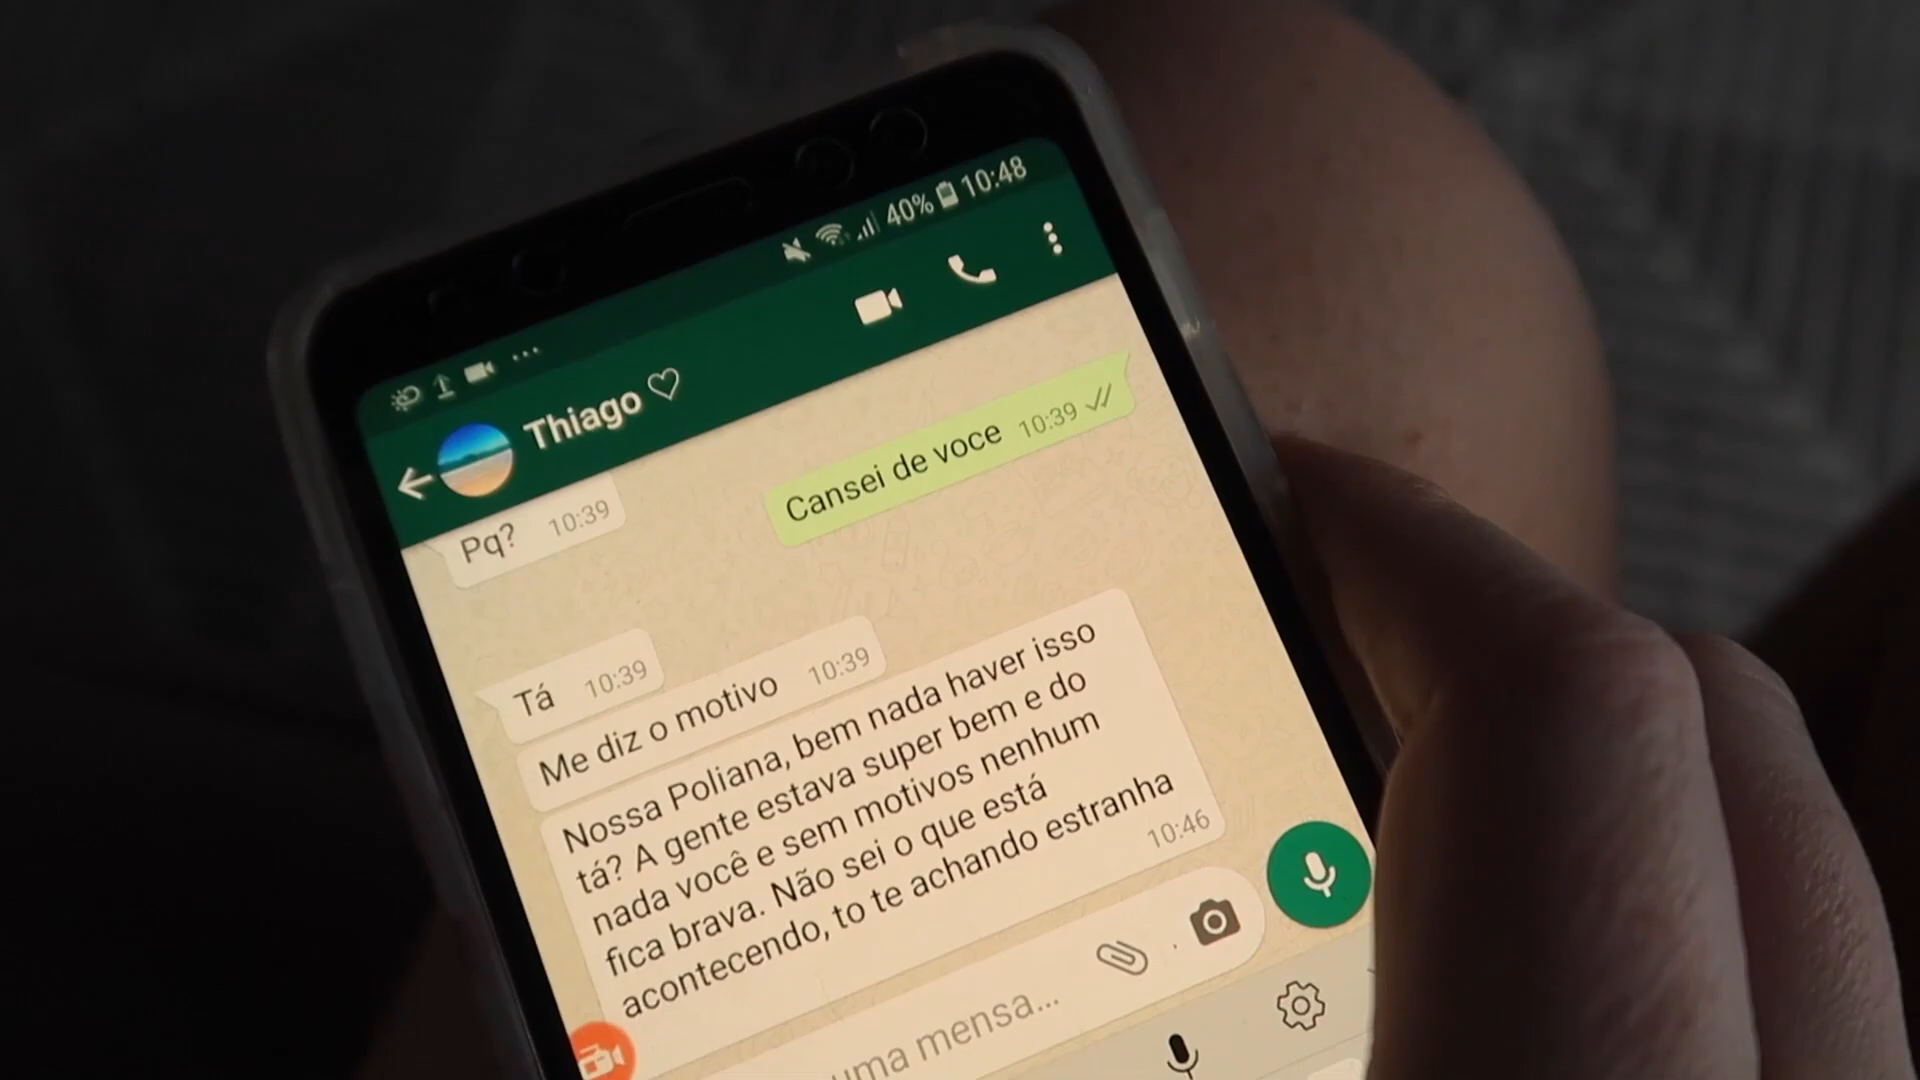 40% 10:48
Thiago ♡
Pq? 10:39
Cansei de voce 10:39
Tá 10:39
Me diz o motivo 10:39
Nossa Poliana, bem nada haver isso
tá? A gente estava super bem e do
nada você e sem motivos nenhum
fica brava. Não sei o que está
acontecendo, to te achando estranha
10:46
uma mensa...